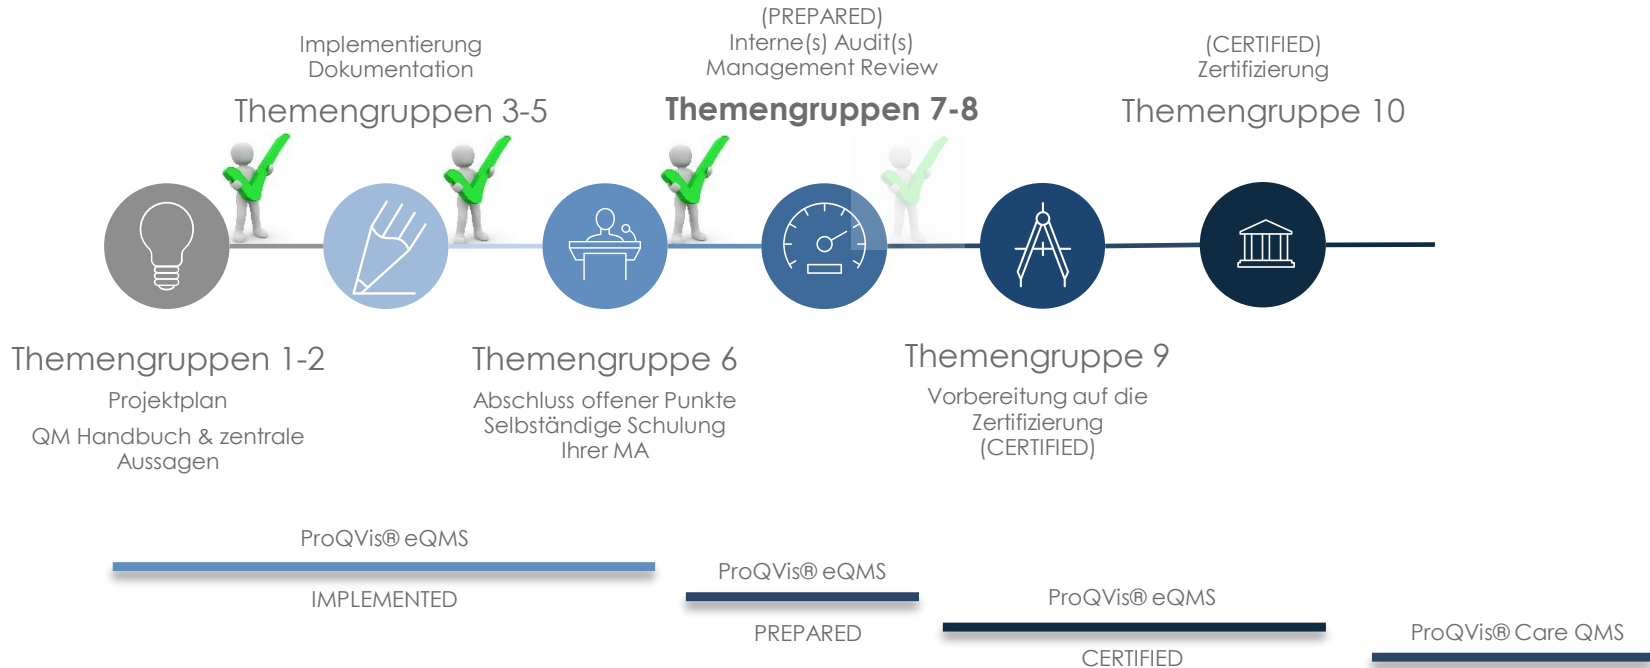 (PREPARED)
Implementierung
Dokumentation
Interne(s) Audit(s)
Management Review
(CERTIFIED)
Zertifizierung
Themengruppen 3-5
Themengruppen 7-8
Themengruppe 10
Themengruppen 1-2
Projektplan
QM Handbuch & zentrale
Aussagen
Themengruppe 6
Abschluss offener Punkte
Selbständige Schulung
Ihrer MA
Themengruppe 9
Vorbereitung auf die
Zertifizierung
(CERTIFIED)
ProQVis® eQMS
IMPLEMENTED
ProQVis® eQMS
PREPARED
ProQVis® eQMS
CERTIFIED
ProQVis® Care QMS